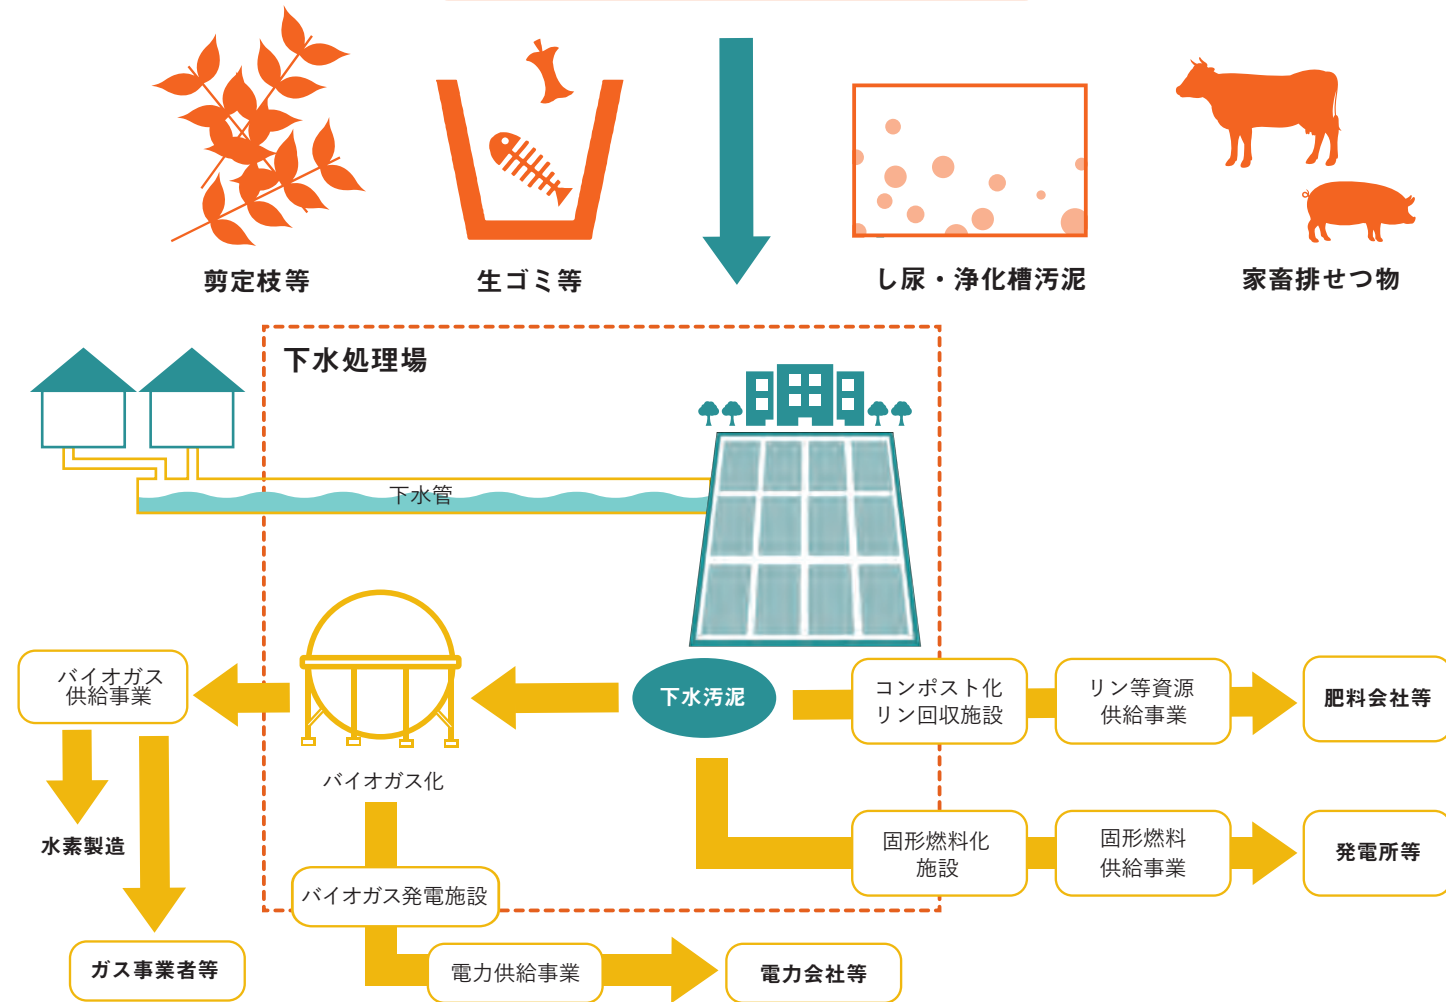 剪定枝等
生ゴミ等
し尿・浄化槽汚泥
家畜排せつ物
下水処理場
下水管
バイオガス
供給事業
下水汚泥
コンポスト化
リン回収施設
リン等資源
供給事業
肥料会社等
バイオガス化
水素製造
固形燃料化
施設
固形燃料
供給事業
発電所等
バイオガス発電施設
ガス事業者等
電力供給事業
電力会社等